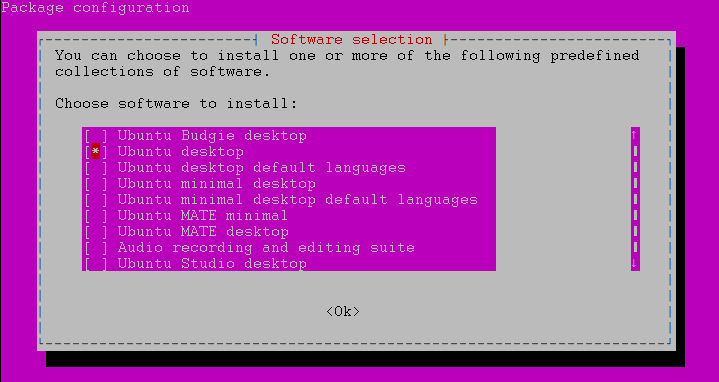 Package configuration
Software selection
You can choose to install one or more of the following predefined
collections of software.
Choose software to install:
[ ] Ubuntu Budgie desktop
[*] Ubuntu desktop
[ ] Ubuntu desktop default languages
[ ] Ubuntu minimal desktop
[ ] Ubuntu minimal desktop default languages
[ ] Ubuntu MATE minimal
[ ] Ubuntu MATE desktop
[ ] Audio recording and editing suite
[ ] Ubuntu Studio desktop
<Ok>